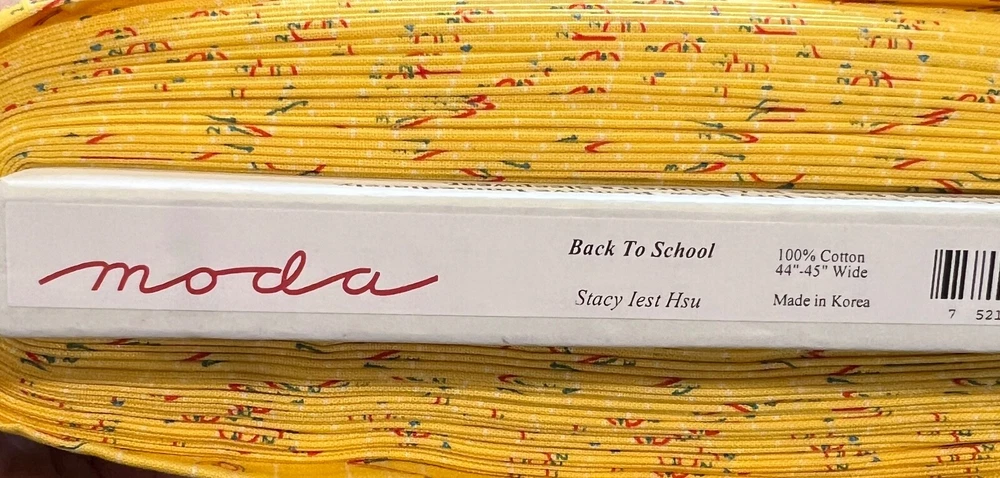 moda
Back To School
Stacy Iest Hsu
100% Cotton
44"-45" Wide
Made in Korea
7 521